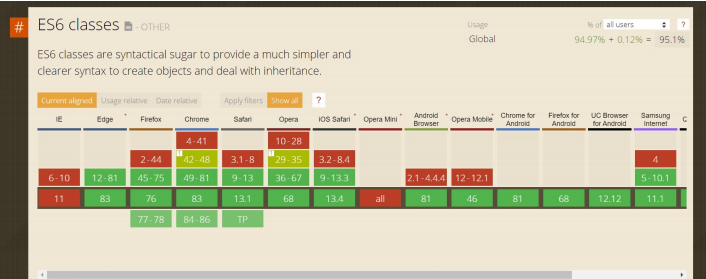 # ES6 classes - OTHER
Usage % of all users ?
Global 94.97% + 0.12% = 95.1%
ES6 classes are syntactical sugar to provide a much simpler and
clearer syntax to create objects and deal with inheritance.
Current aligned Usage relative Date relative Apply filters Show all ?
IE Edge * Firefox Chrome Safari Opera iOS Safari * Opera Mini * Android Browser * Opera Mobile * Chrome for Android Firefox for Android UC Browser for Android Samsung Internet C
4-41 10-28
2-44 1 42-48 3.1-8 1 29-35 3.2-8.4 4
6-10 12-81 45-75 49-81 9-13 36-67 9-13.3 2.1-4.4.4 12-12.1 5-10.1
11 83 76 83 13.1 68 13.4 all 81 46 81 68 12.12 11.1
77-78 84-86 TP